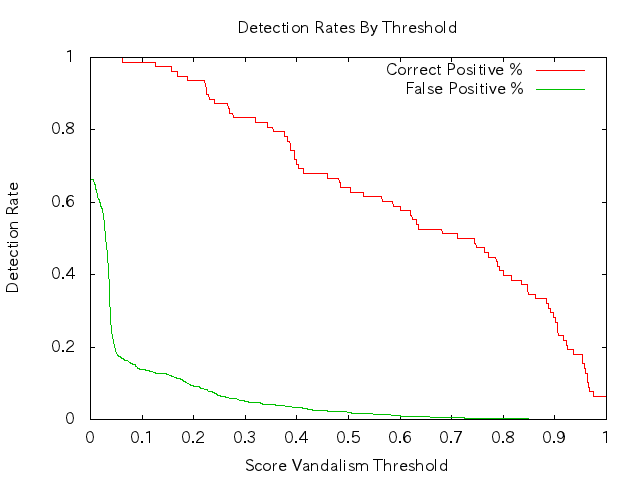 Detection Rates By Threshold
Correct Positive %
False Positive %
1
0.8
0.6
0.4
0.2
0
Detection Rate
0 0.1 0.2 0.3 0.4 0.5 0.6 0.7 0.8 0.9 1
Score Vandalism Threshold